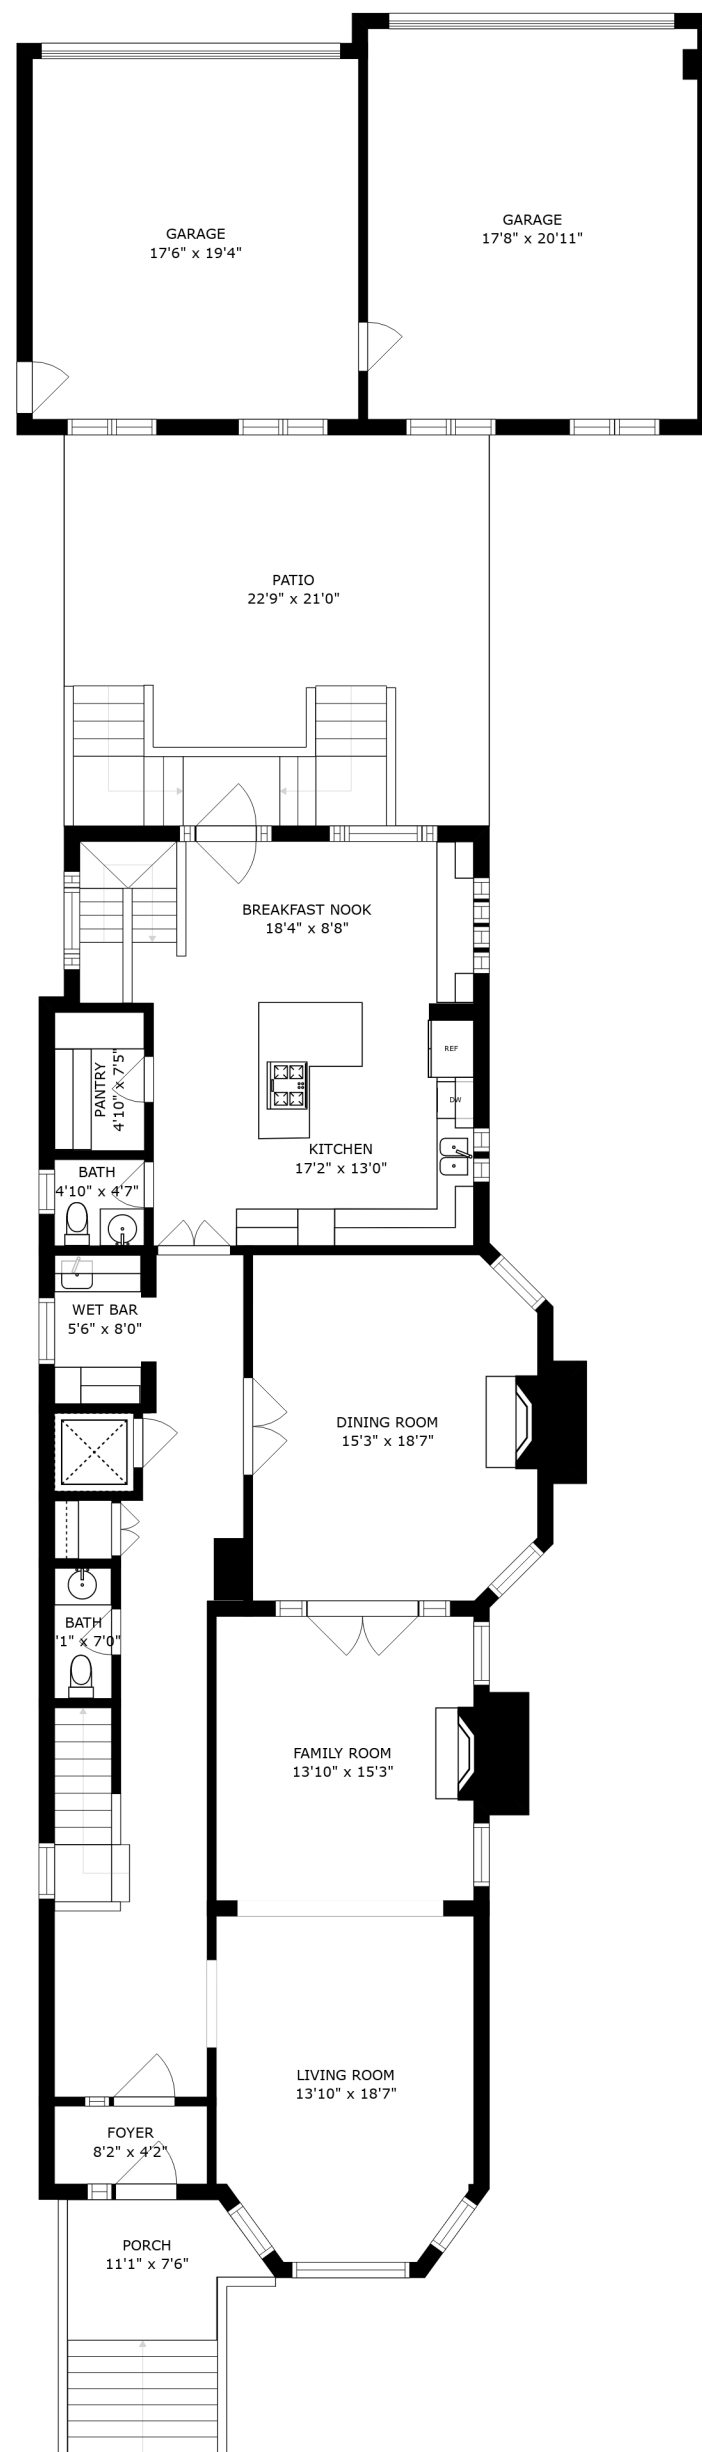 GARAGE
17'6" x 19'4"
GARAGE
17'8" x 20'11"
PATIO
22'9" x 21'0"
BREAKFAST NOOK
18'4" x 8'8"
REF
PANTRY
4'10" x 7'5"
DW
KITCHEN
17'2" x 13'0"
BATH
4'10" x 4'7"
WET BAR
5'6" x 8'0"
DINING ROOM
15'3" x 18'7"
BATH
'1" x 7'0"
FAMILY ROOM
13'10" x 15'3"
LIVING ROOM
13'10" x 18'7"
FOYER
8'2" x 4'2"
PORCH
11'1" x 7'6"